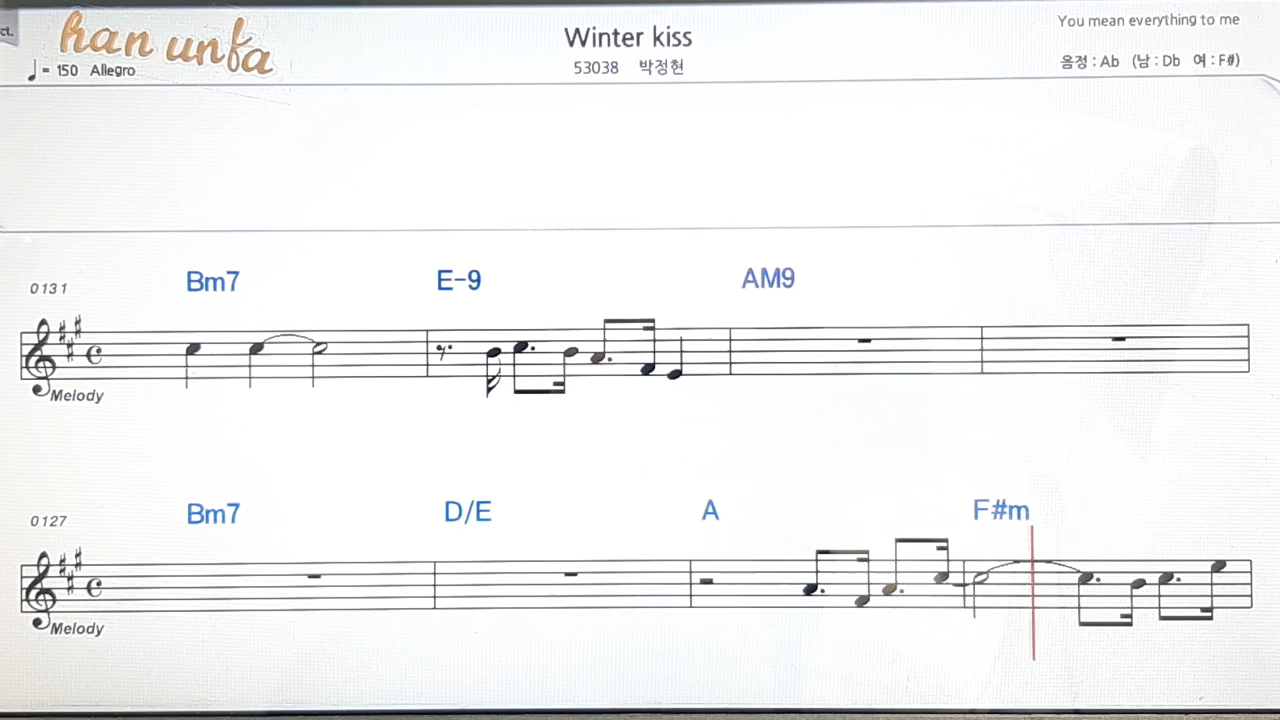 ct.
han unfa
Winter kiss
You mean everything to me
♩= 150 Allegro
53038 박정현
음정 : Ab (남 : Db 여 : F#)
0131
Bm7 E-9 AM9
Melody
0127
Bm7 D/E A F#m
Melody